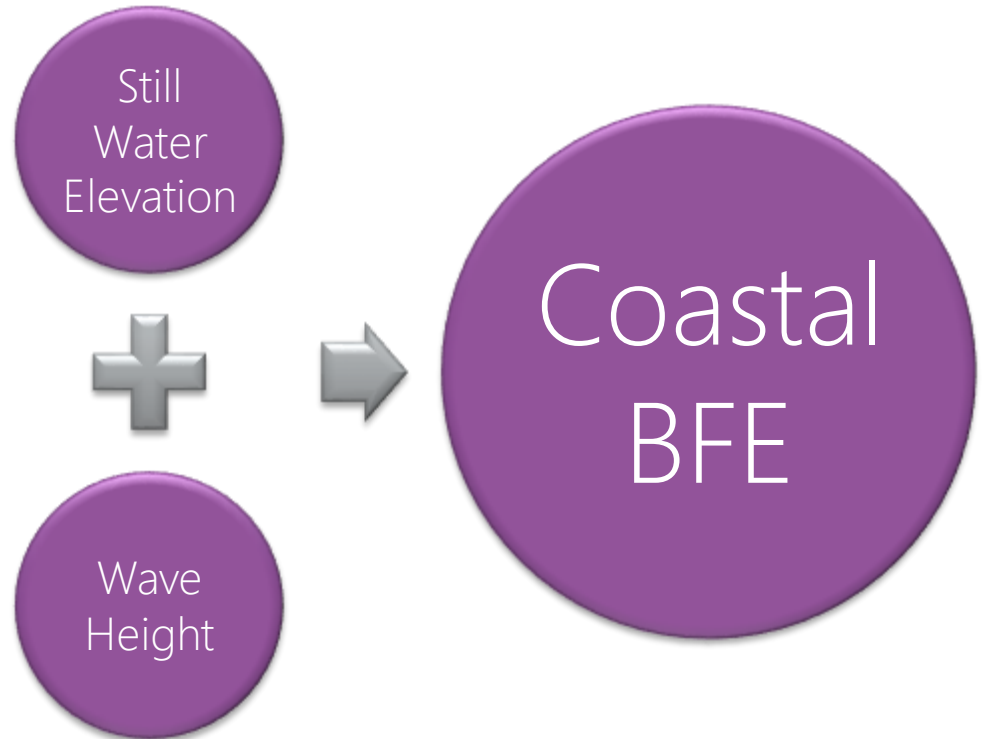 Still
Water
Elevation
Wave
Height
Coastal
BFE